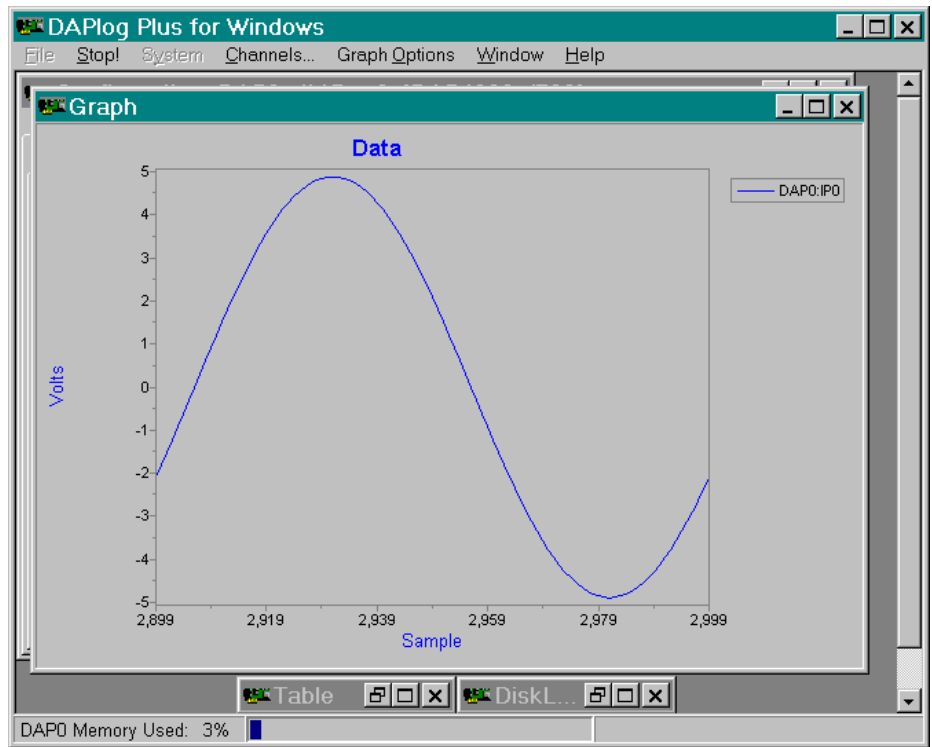 DAPlog Plus for Windows
File Stop! System Channels... Graph Options Window Help
Graph
Data
5
4
3
2
1
0
-1
-2
-3
-4
-5
Volts
2,899 2,919 2,939 2,959 2,979 2,999
Sample
DAP0:IP0
Table DiskL...
DAP0 Memory Used: 3%